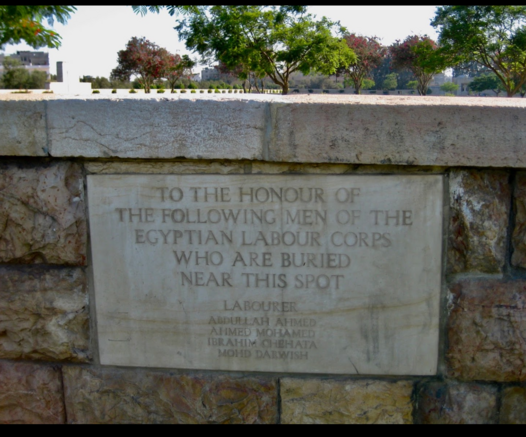 TO THE HONOUR OF
THE FOLLOWING MEN OF THE
EGYPTIAN LABOUR CORPS
WHO ARE BURIED
NEAR THIS SPOT
LABOURER
ABDULLAH AHMED
AHMED MOHAMED
IBRAHIM CHEHATA
MOHD DARWISH